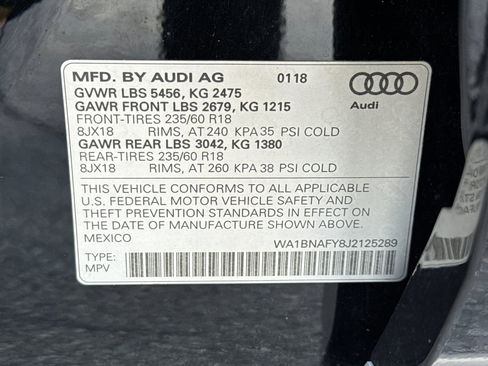 MFD. BY AUDI AG 01 18
GVWR LBS 5456, KG 2475
GAWR FRONT LBS 2679, KG 1215
Audi
FRONT-TIRES 235/60 R18
8JX18 RIMS, AT 240 KPA 35 PSI COLD
GAWR REAR LBS 3042, KG 1380
REAR-TIRES 235/60 R18
8JX18 RIMS, AT 260 KPA 38 PSI COLD
THIS VEHICLE CONFORMS TO ALL APPLICABLE
U.S. FEDERAL MOTOR VEHICLE SAFETY AND
THEFT PREVENTION STANDARDS IN EFFECT ON
THE DATE OF MANUFACTURE SHOWN ABOVE.
MEXICO WA1BNAFY8J2125289
TYPE:
MPV